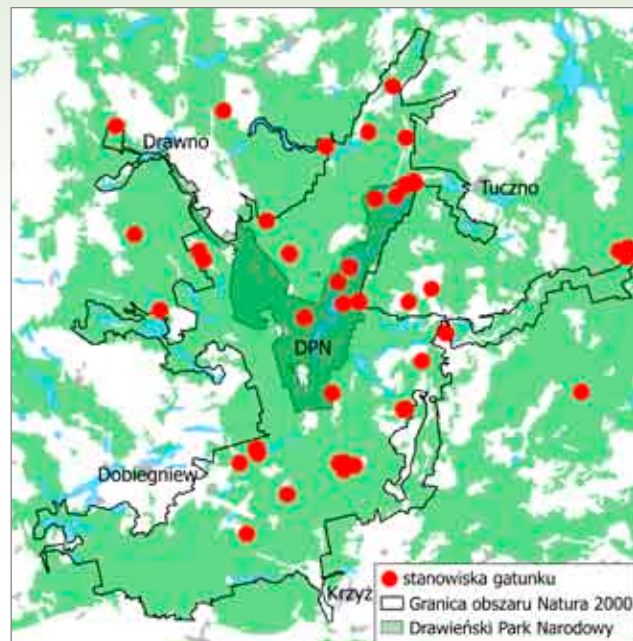 Drawno
Tuczno
DPN
Dobiegniew
Krzyż
stanowiska gatunku
Granica obszaru Natura 2000
Drawieński Park Narodowy